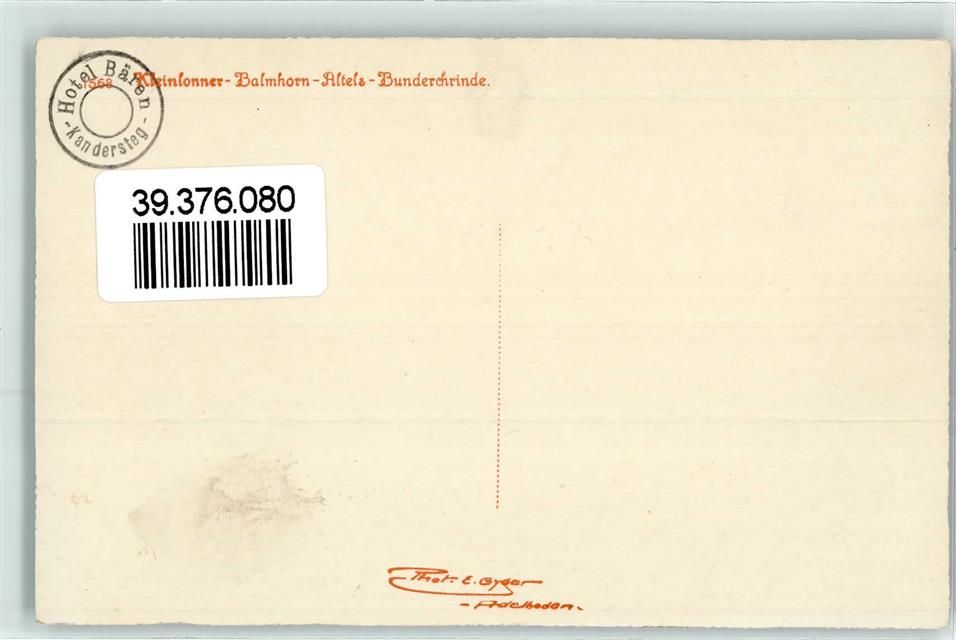 Hotel Bären
- Kandersteg -
1568 Kleinlonner - Balmhorn - Altels - Bunderchrinde.
39.376.080
Phot. E. Gyger
- Adelboden -